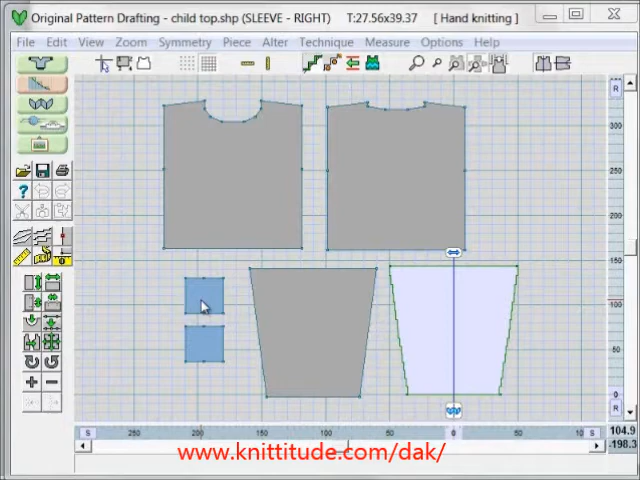 Original Pattern Drafting - child top.shp (SLEEVE - RIGHT) T:27.56x39.37 [ Hand knitting ]
File Edit View Zoom Symmetry Piece Alter Technique Measure Options Help
R
300
250
200
150
100
50
0
R
S 250 200 150 100 50 0 50 S 104.9
-198.3
www.knittitude.com/dak/